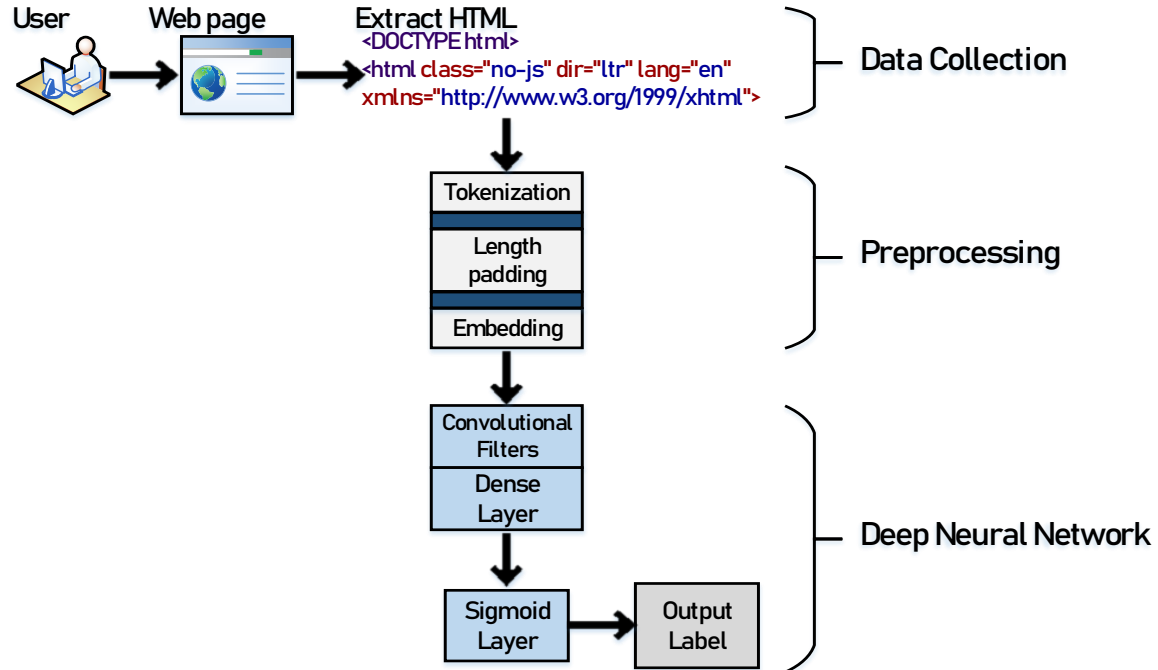 User
Web page
Extract HTML
<DOCTYPE html>
<html class="no-js" dir="ltr" lang="en"
xmlns="http://www.w3.org/1999/xhtml">
Data Collection
Tokenization
Length
padding
Embedding
Preprocessing
Convolutional
Filters
Dense
Layer
Deep Neural Network
Sigmoid
Layer
Output
Label